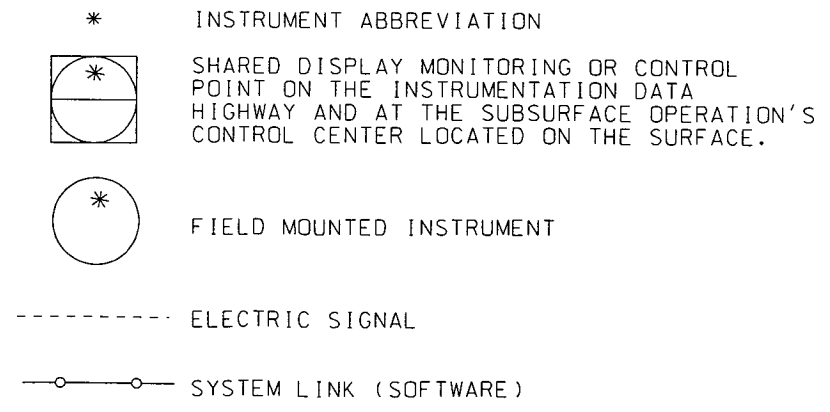 * INSTRUMENT ABBREVIATION
* SHARED DISPLAY MONITORING OR CONTROL
POINT ON THE INSTRUMENTATION DATA
HIGHWAY AND AT THE SUBSURFACE OPERATION'S
CONTROL CENTER LOCATED ON THE SURFACE.
* FIELD MOUNTED INSTRUMENT
ELECTRIC SIGNAL
SYSTEM LINK (SOFTWARE)